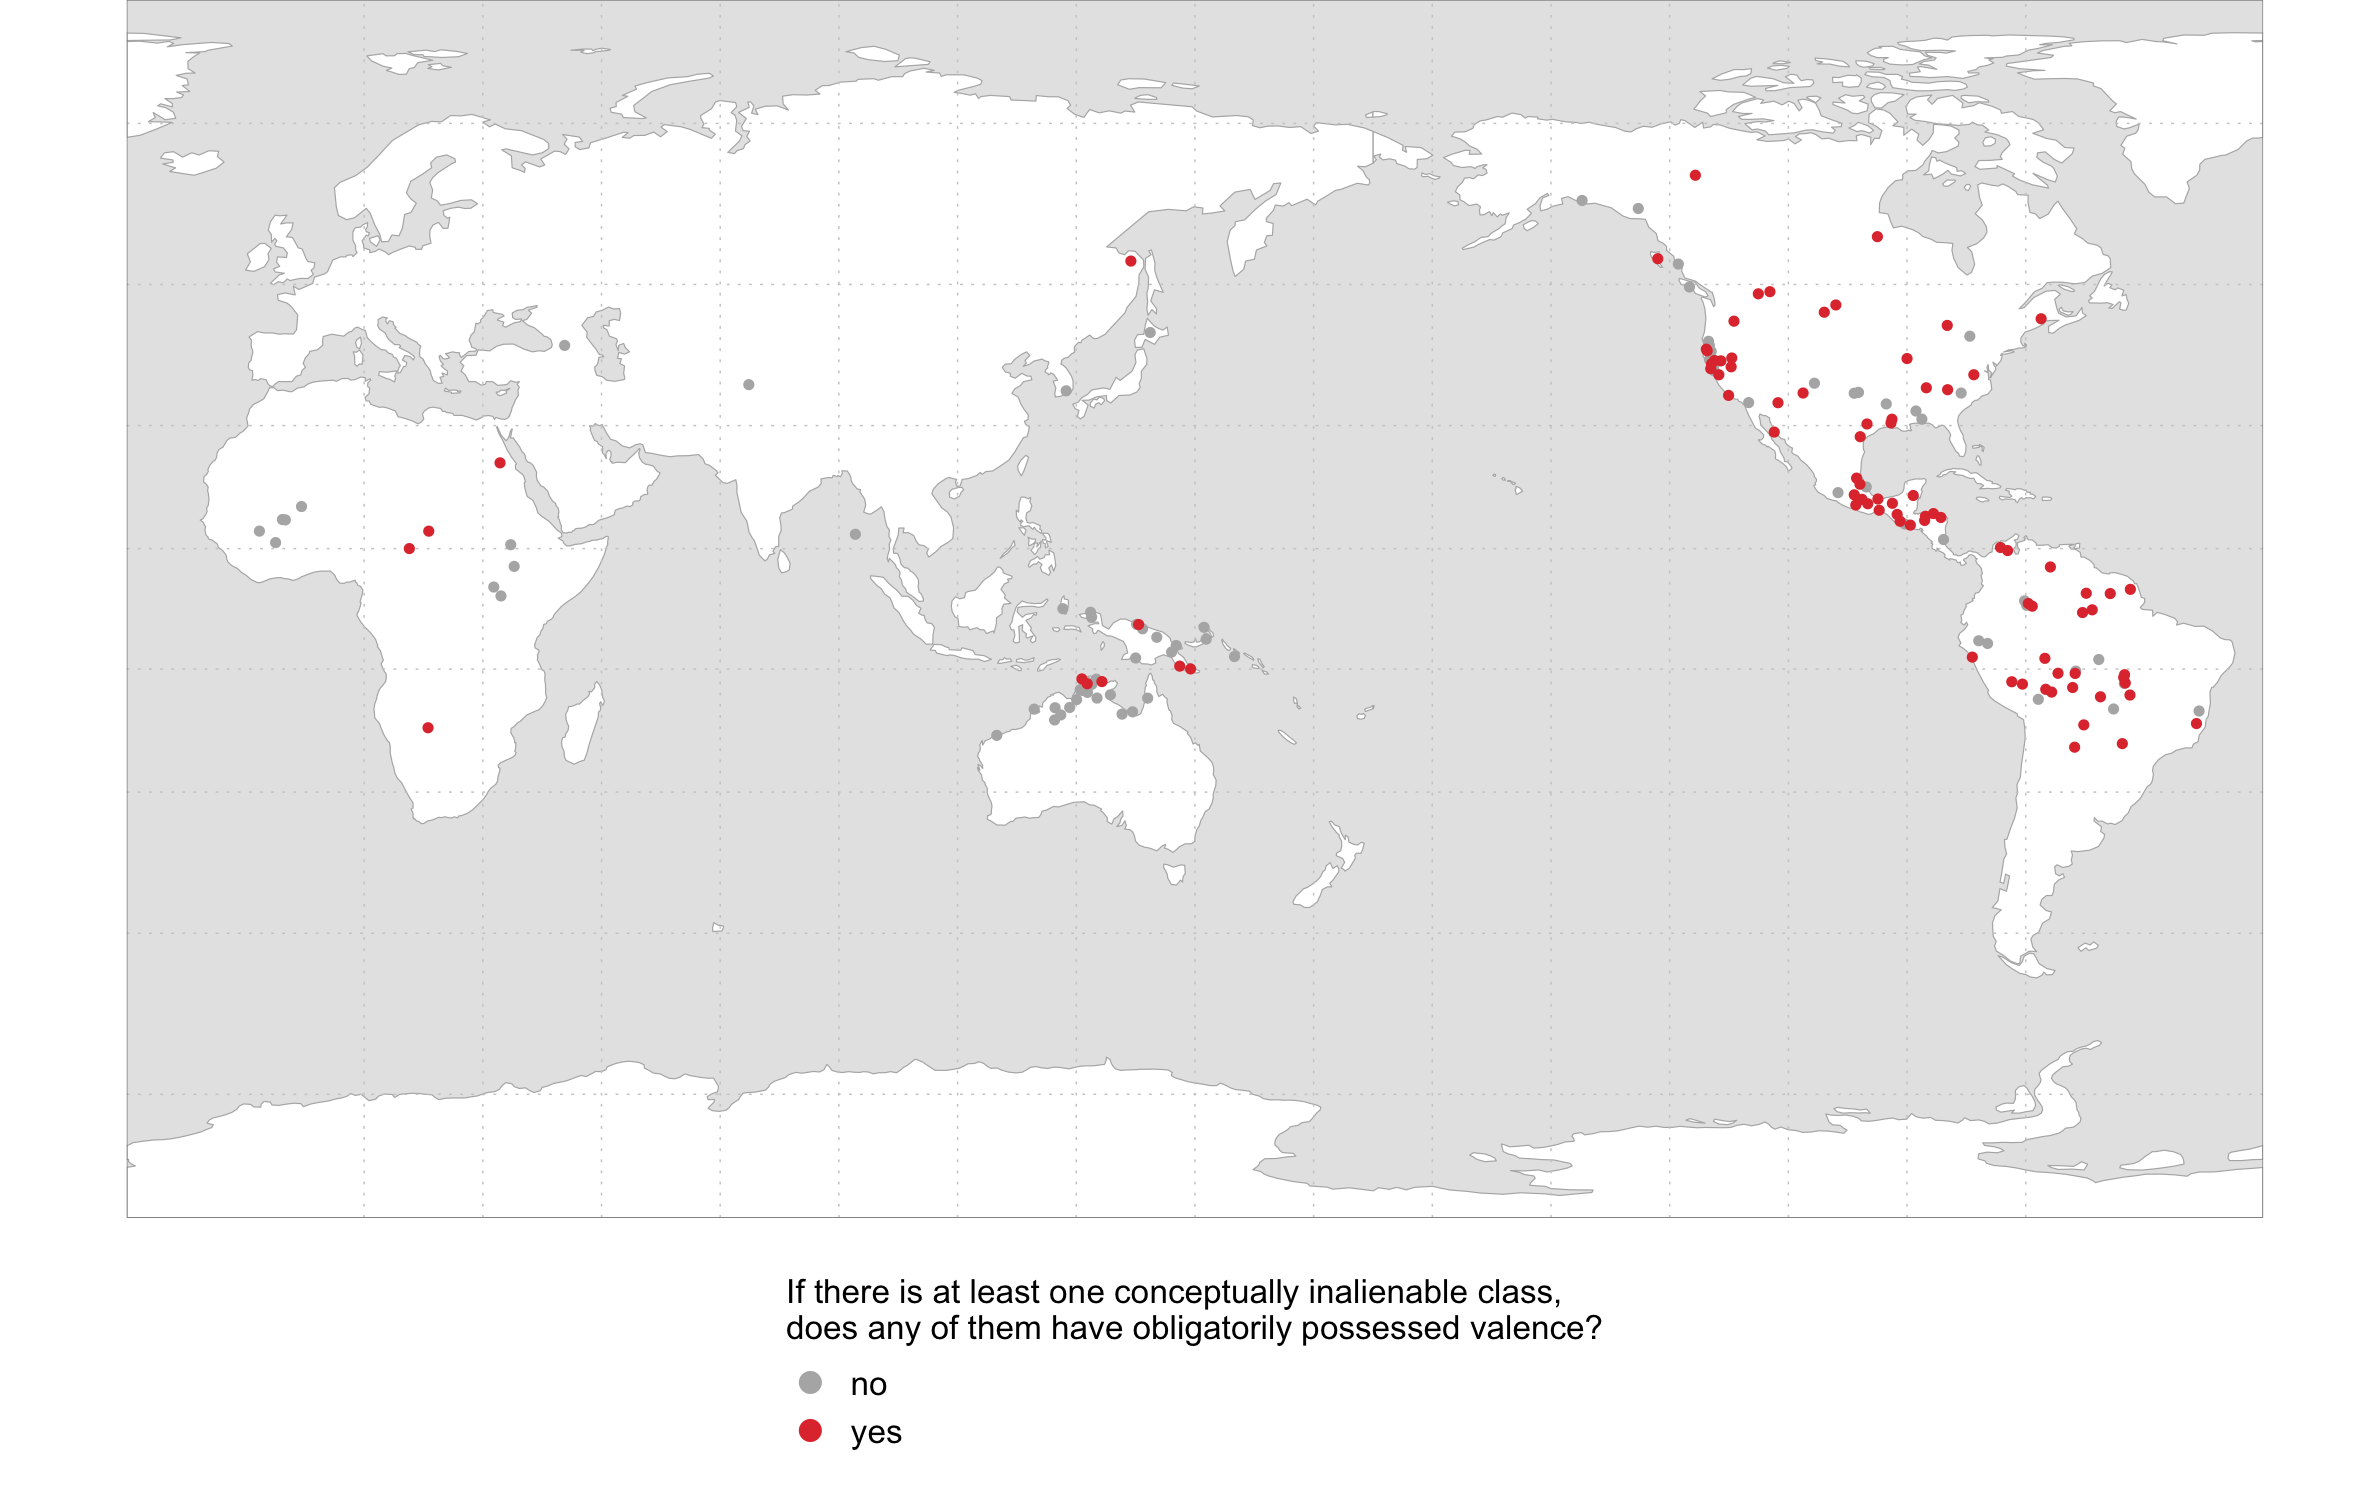 If there is at least one conceptually inalienable class,
does any of them have obligatorily possessed valence?
no
yes